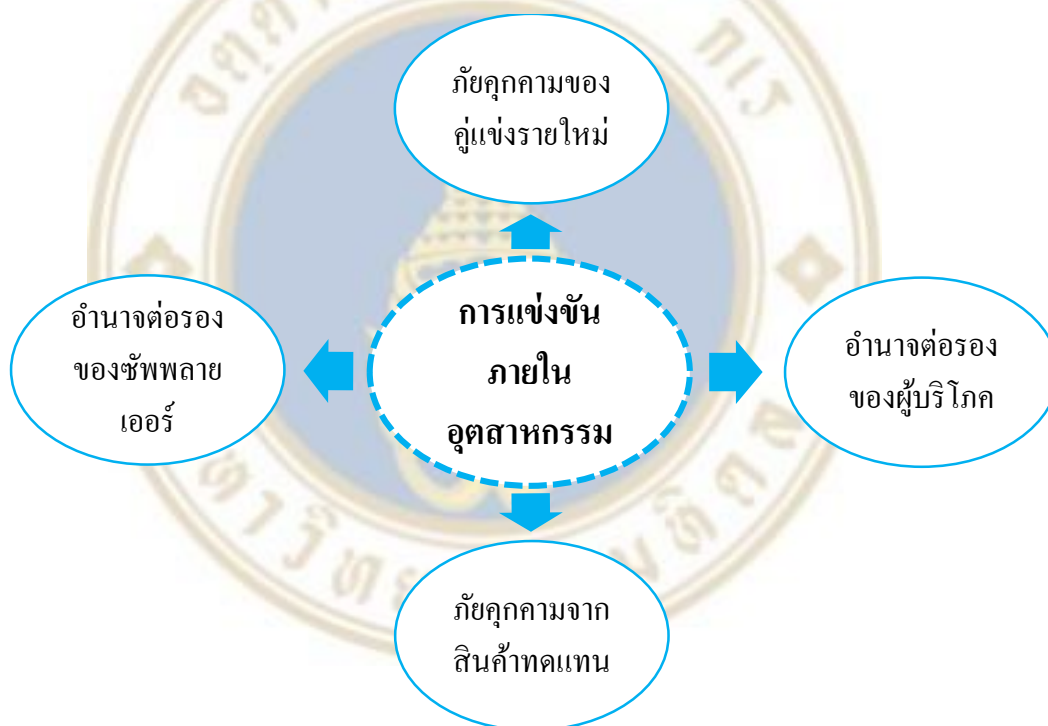 ภัยคุกคามของ
คู่แข่งรายใหม่
อำนาจต่อรอง
ของซัพพลาย
เออร์
การแข่งขัน
ภายใน
อุตสาหกรรม
อำนาจต่อรอง
ของผู้บริโภค
ภัยคุกคามจาก
สินค้าทดแทน